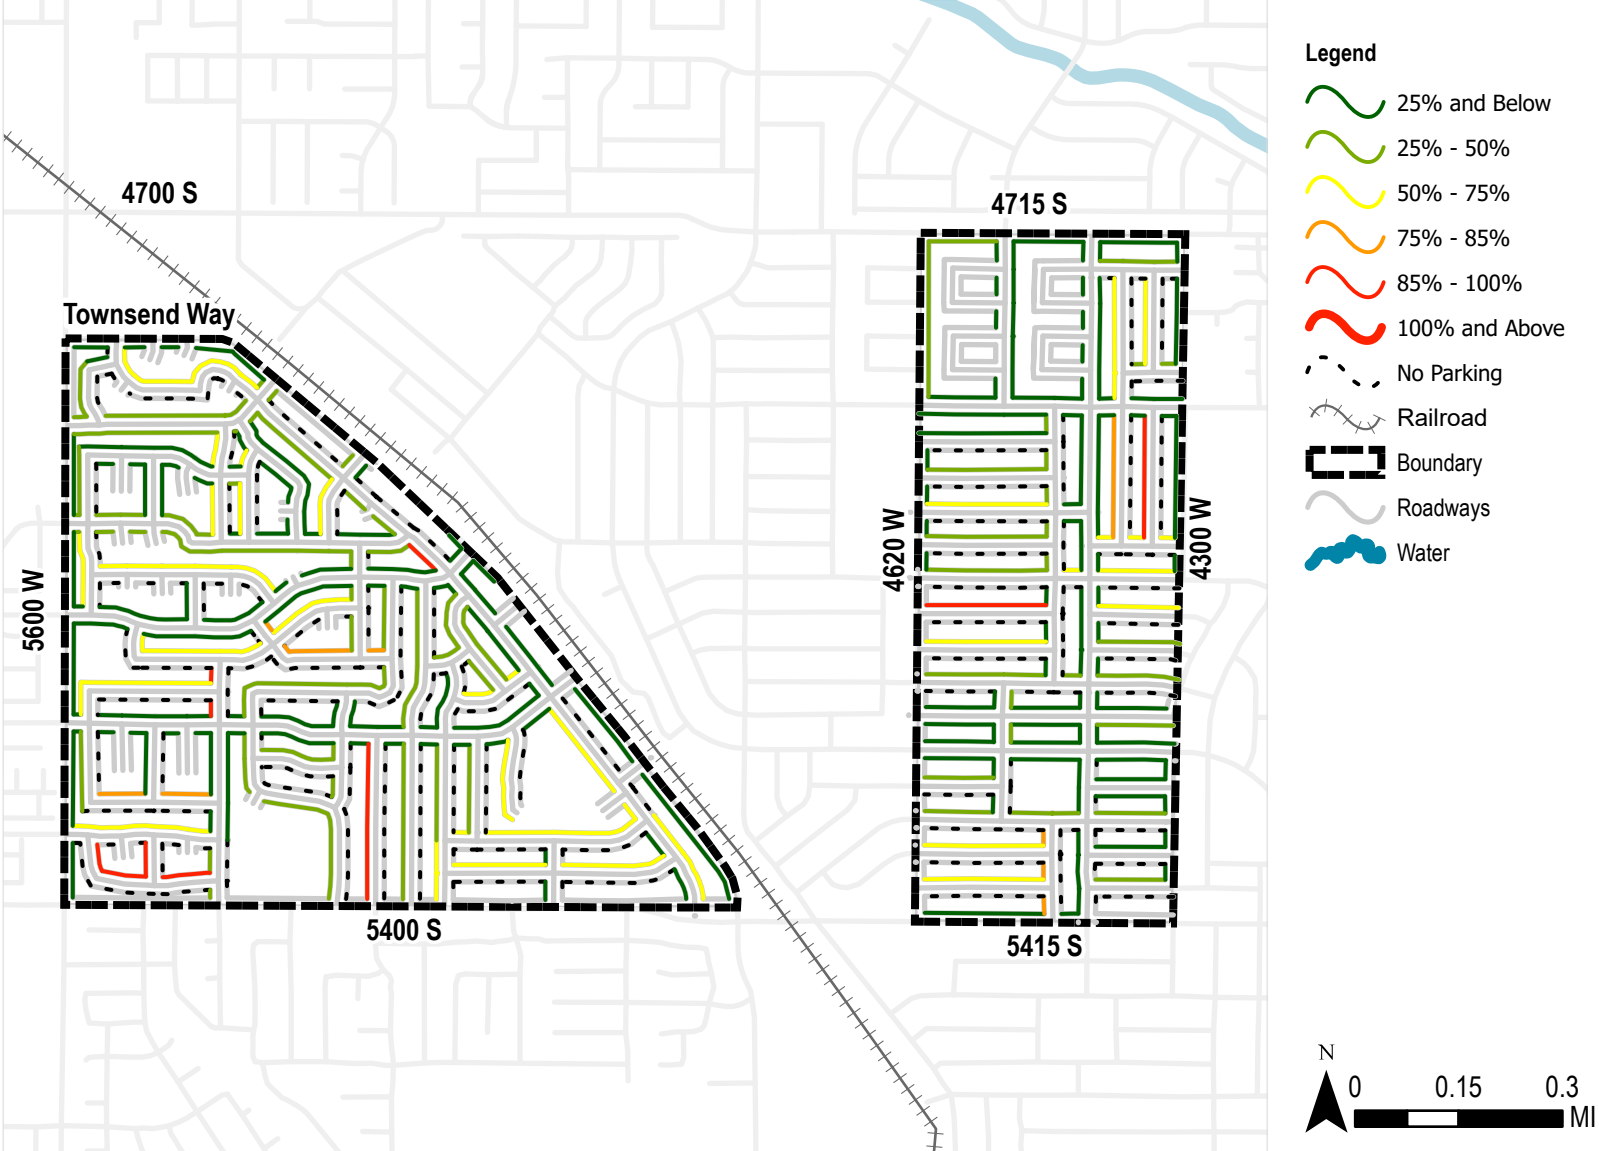 4700 S
Townsend Way
5600 W
5400 S
4715 S
4620 W
4300 W
5415 S
Legend
25% and Below
25% - 50%
50% - 75%
75% - 85%
85% - 100%
100% and Above
No Parking
Railroad
Boundary
Roadways
Water
N
0 0.15 0.3
MI